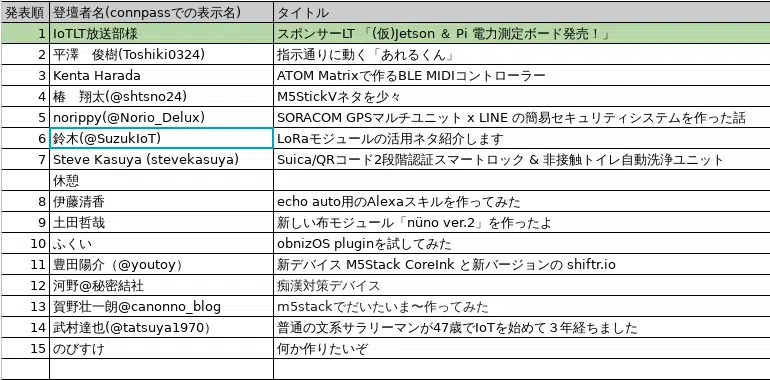 発表順 登壇者名(connpassでの表示名) タイトル
1 IoTLT放送部様 スポンサーLT 「(仮)Jetson & Pi 電力測定ボード発売！」
2 平澤　俊樹(Toshiki0324) 指示通りに動く「あれるくん」
3 Kenta Harada ATOM Matrixで作るBLE MIDIコントローラー
4 椿　翔太(@shtsno24) M5StickVネタを少々
5 norippy(@Norio_Delux) SORACOM GPSマルチユニット x LINE の簡易セキュリティシステムを作った話
6 鈴木(@SuzukIoT) LoRaモジュールの活用ネタ紹介します
7 Steve Kasuya (stevekasuya) Suica/QRコード2段階認証スマートロック & 非接触トイレ自動洗浄ユニット
休憩
8 伊藤清香 echo auto用のAlexaスキルを作ってみた
9 土田哲哉 新しい布モジュール「nüno ver.2」を作ったよ
10 ふくい obnizOS pluginを試してみた
11 豊田陽介（@youtoy） 新デバイス M5Stack CoreInk と新バージョンの shiftr.io
12 河野@秘密結社 痴漢対策デバイス
13 賀野壮一朗@canonno_blog m5stackでだいたいま〜作ってみた
14 武村達也(@tatsuya1970） 普通の文系サラリーマンが47歳でIoTを始めて３年経ちました
15 のびすけ 何か作りたいぞ